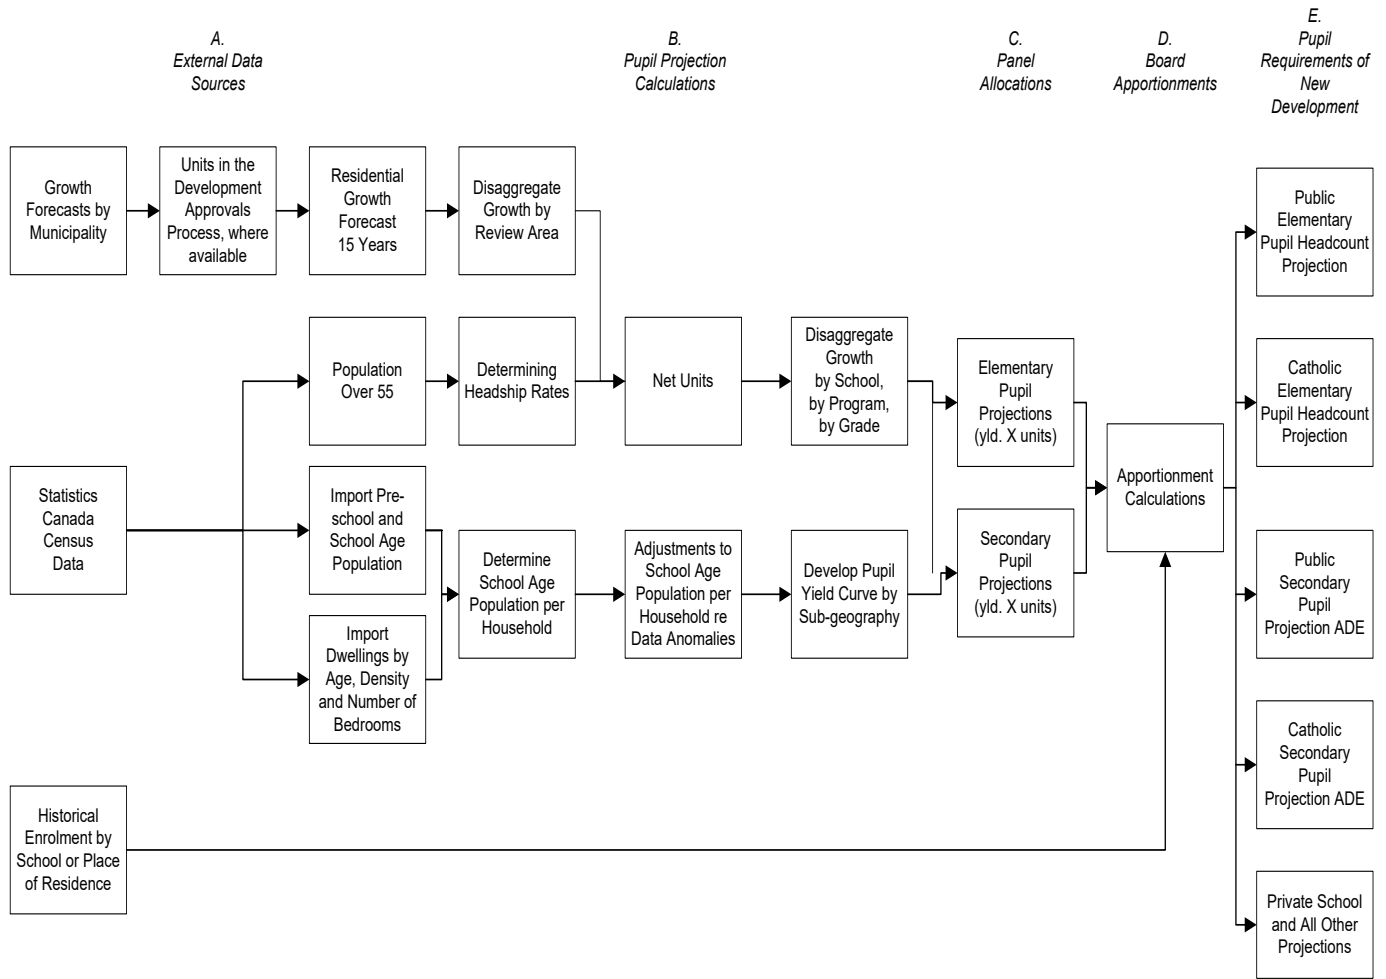 A.
External Data
Sources
B.
Pupil Projection
Calculations
C.
Panel
Allocations
D.
Board
Apportionments
E.
Pupil
Requirements of
New
Development
Growth
Forecasts by
Municipality
Units in the
Development
Approvals
Process, where
available
Residential
Growth
Forecast
15 Years
Disaggregate
Growth by
Review Area
Population
Over 55
Determining
Headship Rates
Net Units
Disaggregate
Growth
by School,
by Program,
by Grade
Elementary
Pupil
Projections
(yld. X units)
Statistics
Canada
Census
Data
Import Pre-
school and
School Age
Population
Import
Dwellings by
Age, Density
and Number of
Bedrooms
Determine
School Age
Population per
Household
Adjustments to
School Age
Population per
Household re
Data Anomalies
Develop Pupil
Yield Curve by
Sub-geography
Secondary
Pupil
Projections
(yld. X units)
Apportionment
Calculations
Historical
Enrolment by
School or Place
of Residence
Public
Elementary
Pupil Headcount
Projection
Catholic
Elementary
Pupil Headcount
Projection
Public
Secondary
Pupil
Projection ADE
Catholic
Secondary
Pupil
Projection ADE
Private School
and All Other
Projections